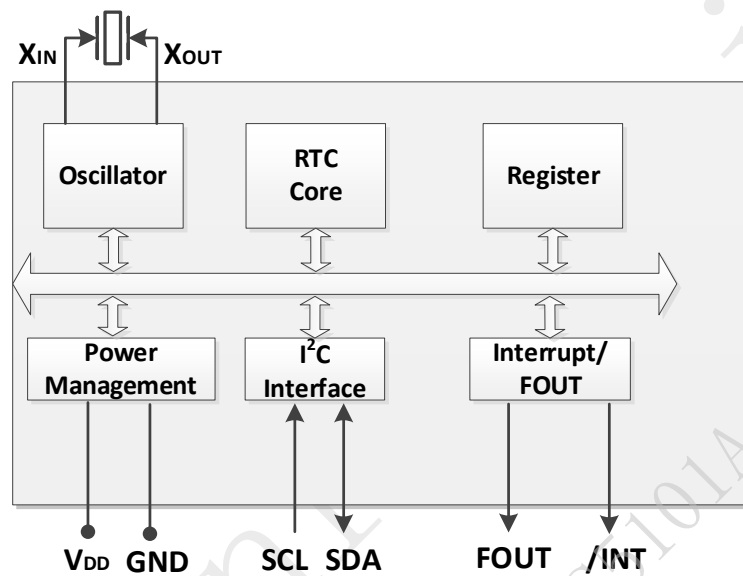 XIN XOUT
Oscillator
RTC
Core
Register
Power
Management
I²C
Interface
Interrupt/
FOUT
VDD GND SCL SDA FOUT /INT